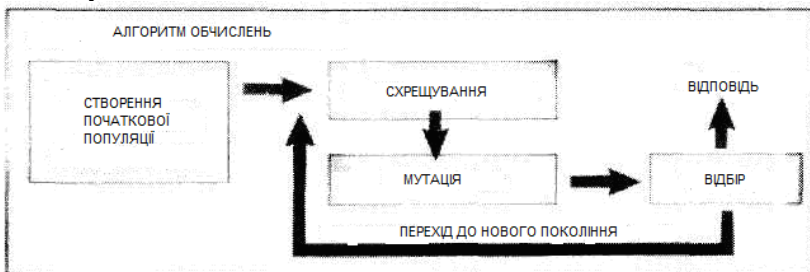 АЛГОРИТМ ОБЧИСЛЕНЬ
СТВОРЕННЯ
ПОЧАТКОВОЇ
ПОПУЛЯЦІЇ
СХРЕЩУВАННЯ
МУТАЦІЯ
ВІДПОВІДЬ
ВІДБІР
ПЕРЕХІД ДО НОВОГО ПОКОЛІННЯ